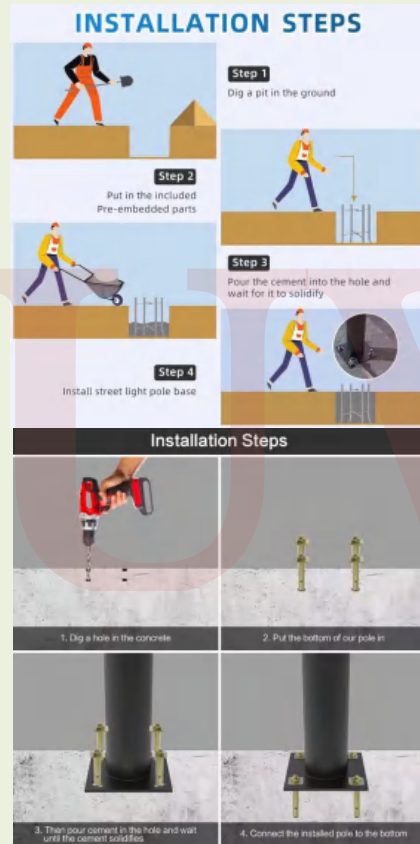 INSTALLATION STEPS
Step 1
Dig a pit in the ground
Step 2
Put in the included
Pre-embedded parts
Step 3
Pour the cement into the hole and
wait for it to solidify
Step 4
Install street light pole base
Installation Steps
1. Dig a hole in the concrete
2. Put the bottom of our pole in
3. Then pour cement in the hole and wait
until the cement solidifies
4. Connect the installed pole to the bottom